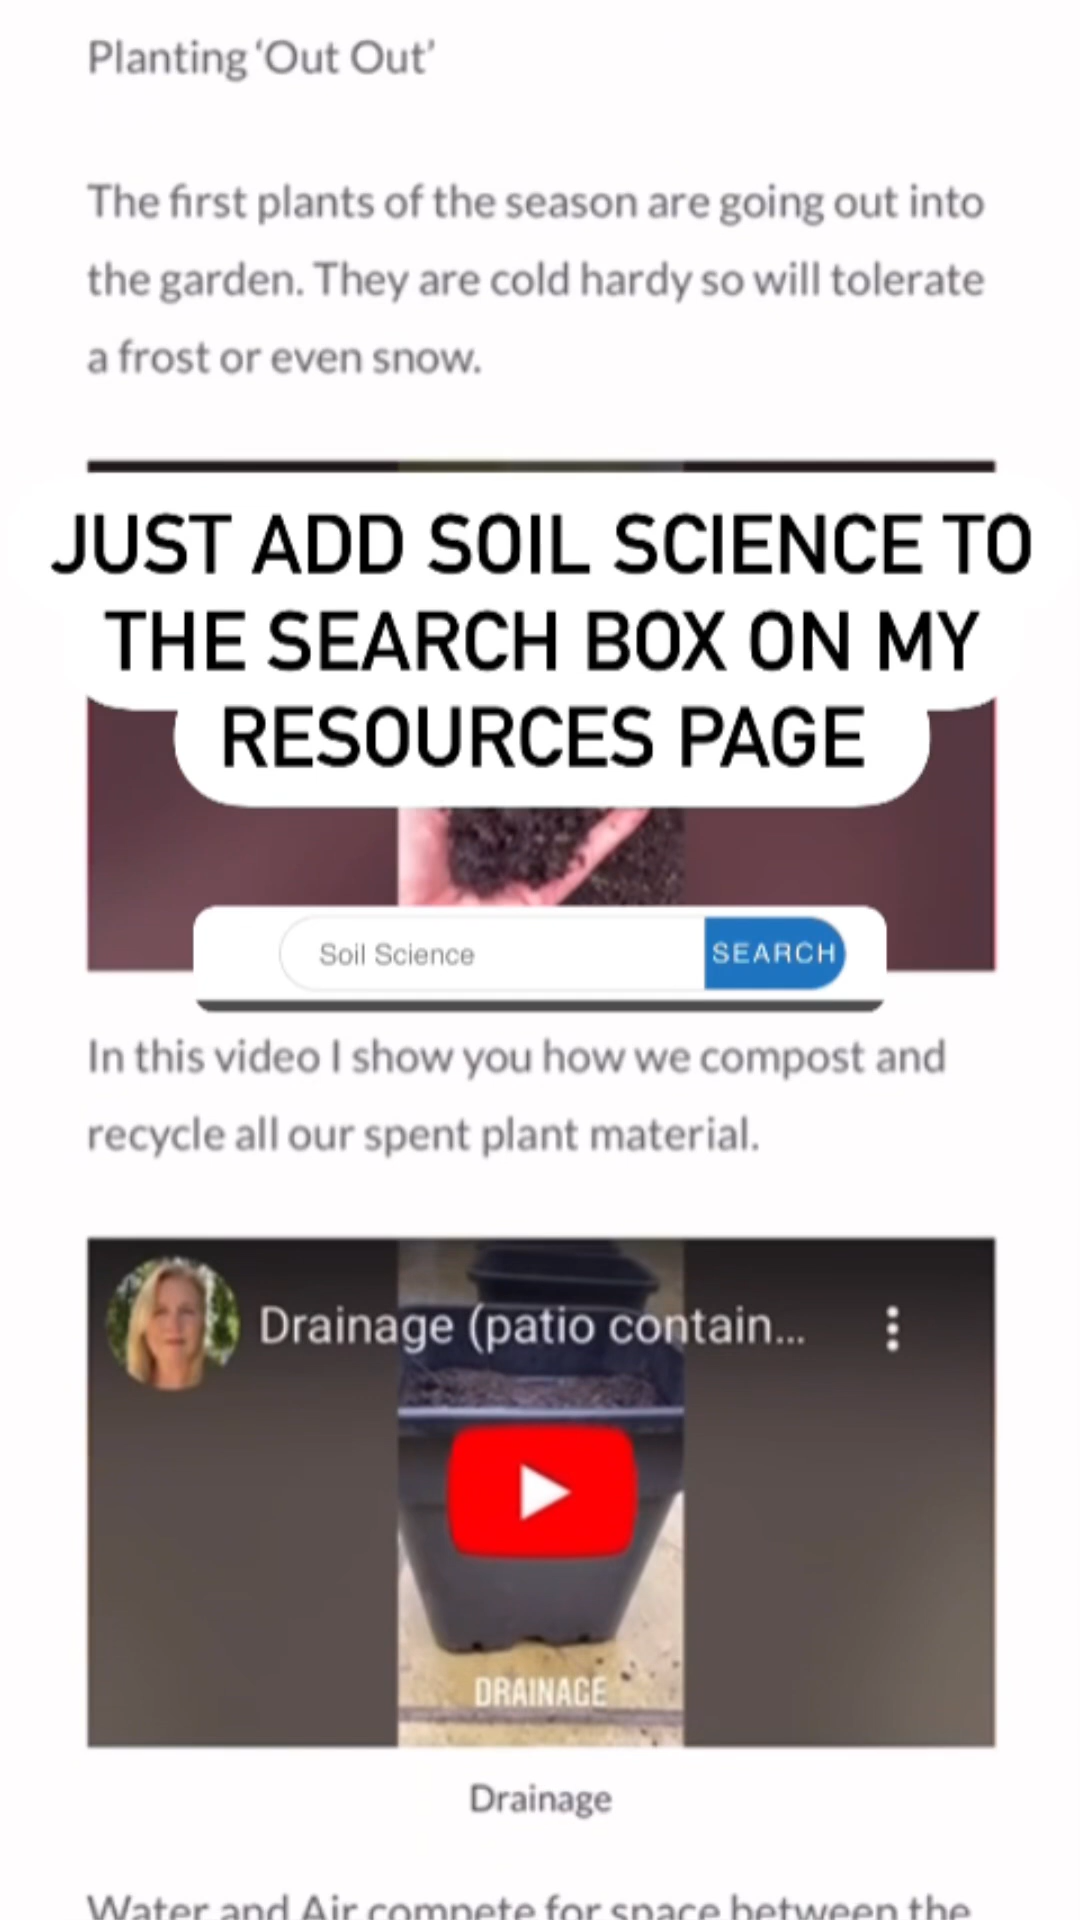 Planting ‘Out Out’
The first plants of the season are going out into
the garden. They are cold hardy so will tolerate
a frost or even snow.
JUST ADD SOIL SCIENCE TO
THE SEARCH BOX ON MY
RESOURCES PAGE
Soil Science SEARCH
In this video I show you how we compost and
recycle all our spent plant material.
Drainage (patio contain...
DRAINAGE
Drainage
Water and Air compete for space between the